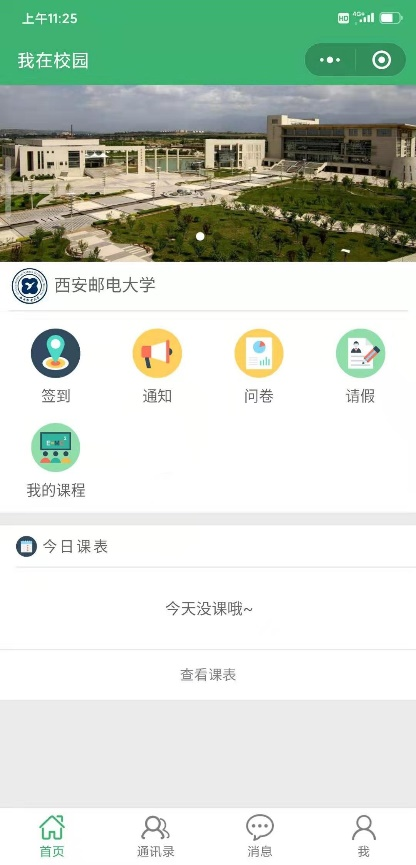 上午11:25
HD 4G+
我在校园
西安邮电大学
签到 通知 问卷 请假
我的课程
今日课表
今天没课哦~
查看课表
首页 通讯录 消息 我